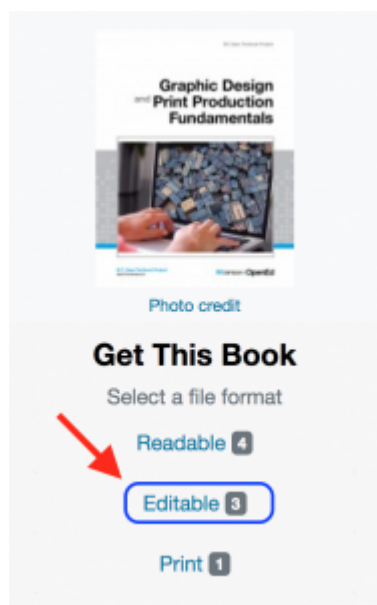 Graphic Design
and Print Production
Fundamentals
OpenEd
Photo credit
Get This Book
Select a file format
Readable 4
Editable 3
Print 1